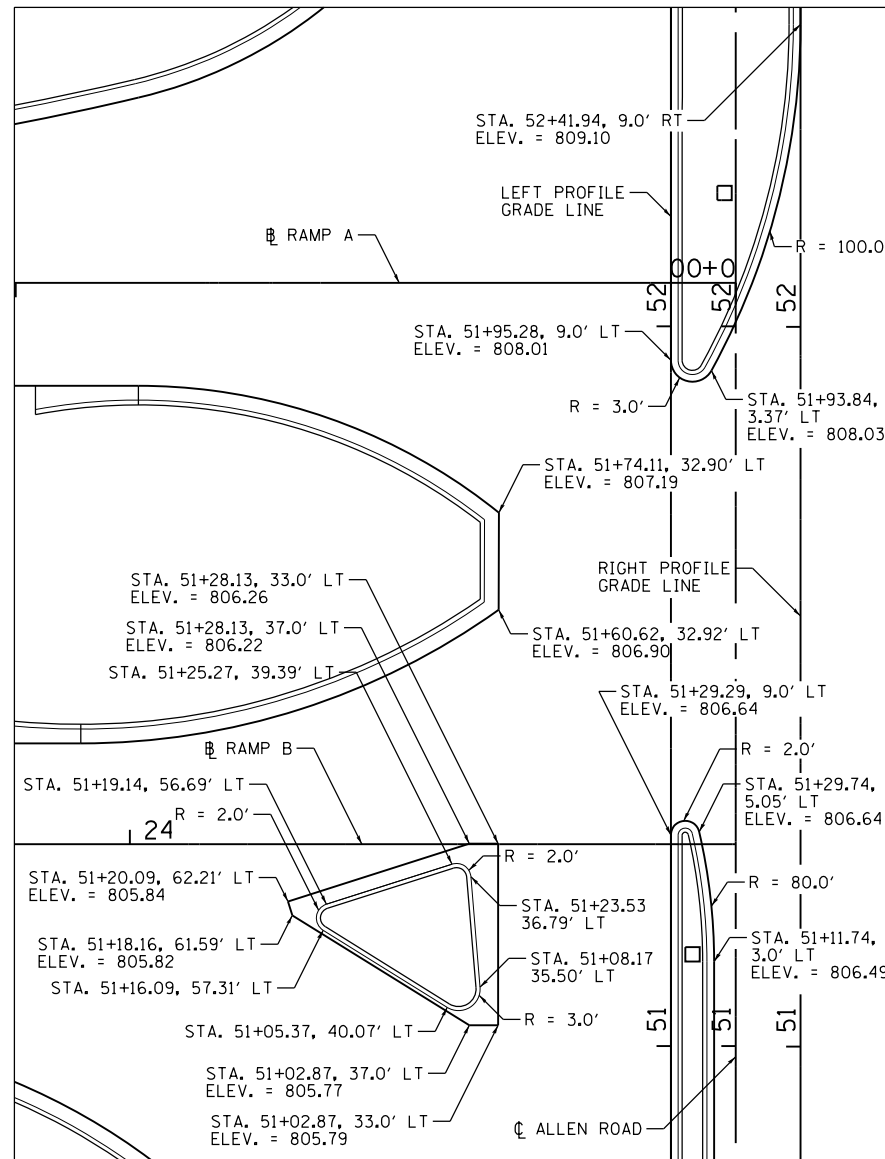 STA. 52+41.94, 9.0' RT
ELEV. = 809.10
LEFT PROFILE
GRADE LINE
℄ RAMP A
R = 100.0
00+0
52
52
52
STA. 51+95.28, 9.0' LT
ELEV. = 808.01
R = 3.0'
STA. 51+93.84,
3.37' LT
ELEV. = 808.03
STA. 51+74.11, 32.90' LT
ELEV. = 807.19
RIGHT PROFILE
GRADE LINE
STA. 51+28.13, 33.0' LT
ELEV. = 806.26
STA. 51+28.13, 37.0' LT
ELEV. = 806.22
STA. 51+25.27, 39.39' LT
STA. 51+60.62, 32.92' LT
ELEV. = 806.90
STA. 51+29.29, 9.0' LT
ELEV. = 806.64
℄ RAMP B
R = 2.0'
STA. 51+19.14, 56.69' LT
R = 2.0'
24
STA. 51+29.74,
5.05' LT
ELEV. = 806.64
R = 2.0'
STA. 51+20.09, 62.21' LT
ELEV. = 805.84
R = 80.0'
STA. 51+23.53
36.79' LT
STA. 51+18.16, 61.59' LT
ELEV. = 805.82
STA. 51+11.74,
3.0' LT
ELEV. = 806.49
STA. 51+08.17
35.50' LT
STA. 51+16.09, 57.31' LT
R = 3.0'
51
51
51
STA. 51+05.37, 40.07' LT
STA. 51+02.87, 37.0' LT
ELEV. = 805.77
STA. 51+02.87, 33.0' LT
ELEV. = 805.79
℄ ALLEN ROAD